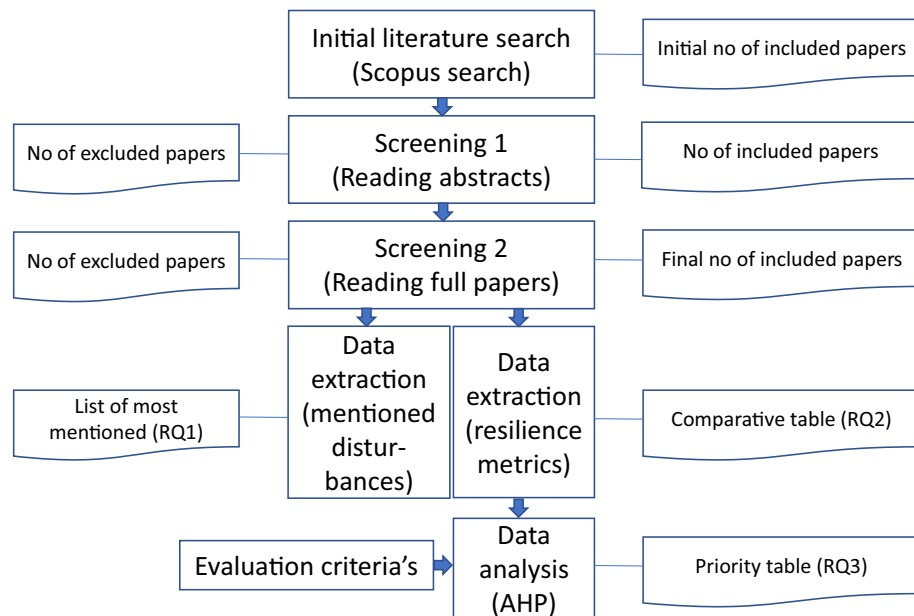 Initial literature search
(Scopus search)
Initial no of included papers
No of excluded papers
Screening 1
(Reading abstracts)
No of included papers
No of excluded papers
Screening 2
(Reading full papers)
Final no of included papers
List of most
mentioned (RQ1)
Data
extraction
(mentioned
distur-
bances)
Data
extraction
(resilience
metrics)
Comparative table (RQ2)
Evaluation criteria's
Data
analysis
(AHP)
Priority table (RQ3)